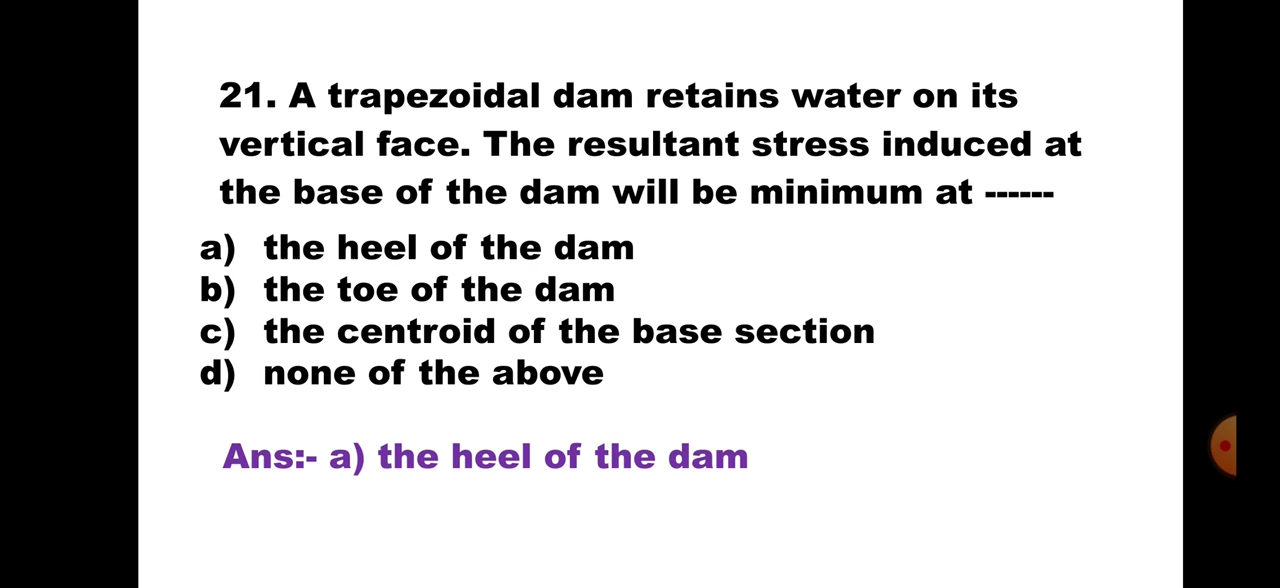 21. A trapezoidal dam retains water on its
vertical face. The resultant stress induced at
the base of the dam will be minimum at ------
a) the heel of the dam
b) the toe of the dam
c) the centroid of the base section
d) none of the above
Ans:- a) the heel of the dam